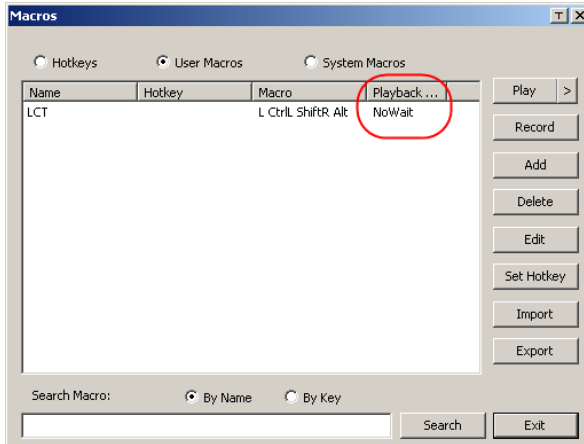 Macros
Hotkeys User Macros System Macros
Name Hotkey Macro Playback ... Play >
LCT L CtrlL ShiftR Alt NoWait
Record
Add
Delete
Edit
Set Hotkey
Import
Export
Search Macro: By Name By Key
Search Exit